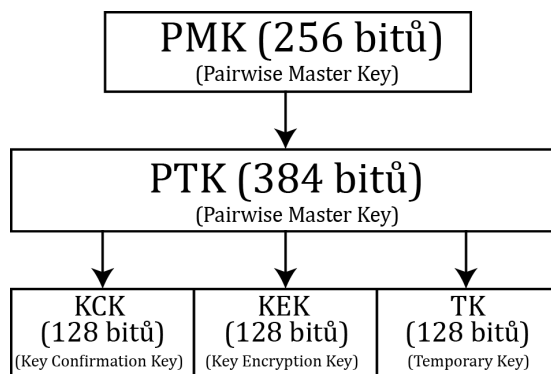 PMK (256 bitů)
(Pairwise Master Key)
PTK (384 bitů)
(Pairwise Master Key)
KCK
(128 bitů)
(Key Confirmation Key)
KEK
(128 bitů)
(Key Encryption Key)
TK
(128 bitů)
(Temporary Key)